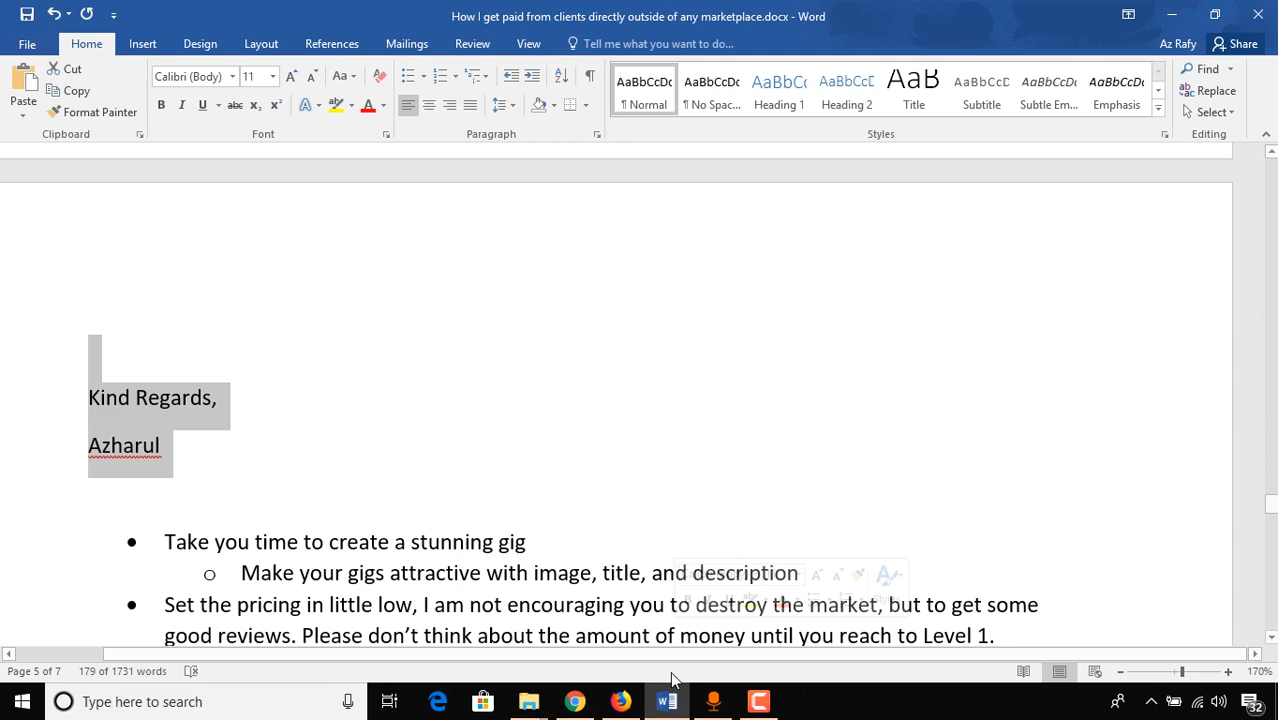 How I get paid from clients directly outside of any marketplace.docx - Word
File Home Insert Design Layout References Mailings Review View Tell me what you want to do... Az Rafy Share
Paste Cut Copy Format Painter
Calibri (Body) 11
AaBbCcDc AaBbCcDc AaBbCc AaBbCcD AaB AaBbCcD AaBbCcDc AaBbCcDc
¶ Normal ¶ No Spac... Heading 1 Heading 2 Title Subtitle Subtle Em... Emphasis
Find Replace Select
Clipboard Font Paragraph Styles Editing
Kind Regards,
Azharul
• Take you time to create a stunning gig
o Make your gigs attractive with image, title, and description
• Set the pricing in little low, I am not encouraging you to destroy the market, but to get some
good reviews. Please don’t think about the amount of money until you reach to Level 1.
Page 5 of 7 179 of 1731 words 170%
Type here to search 32